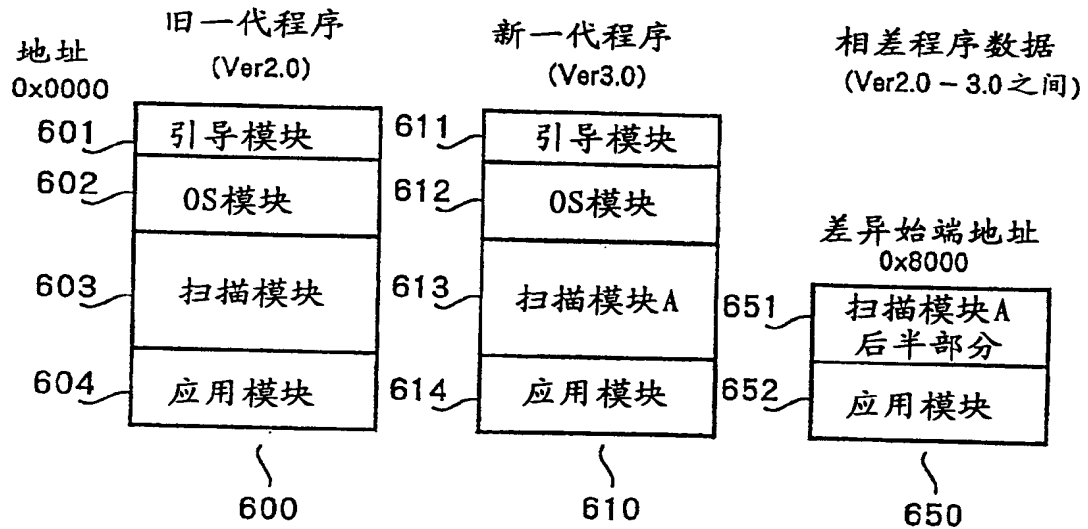 地址
0x0000
旧一代程序
(Ver2.0)
601
引导模块
602
OS模块
603
扫描模块
604
应用模块
600
新一代程序
(Ver3.0)
611
引导模块
612
OS模块
613
扫描模块A
614
应用模块
610
相差程序数据
(Ver2.0－3.0之间)
差异始端地址
0x8000
651
扫描模块A
后半部分
652
应用模块
650